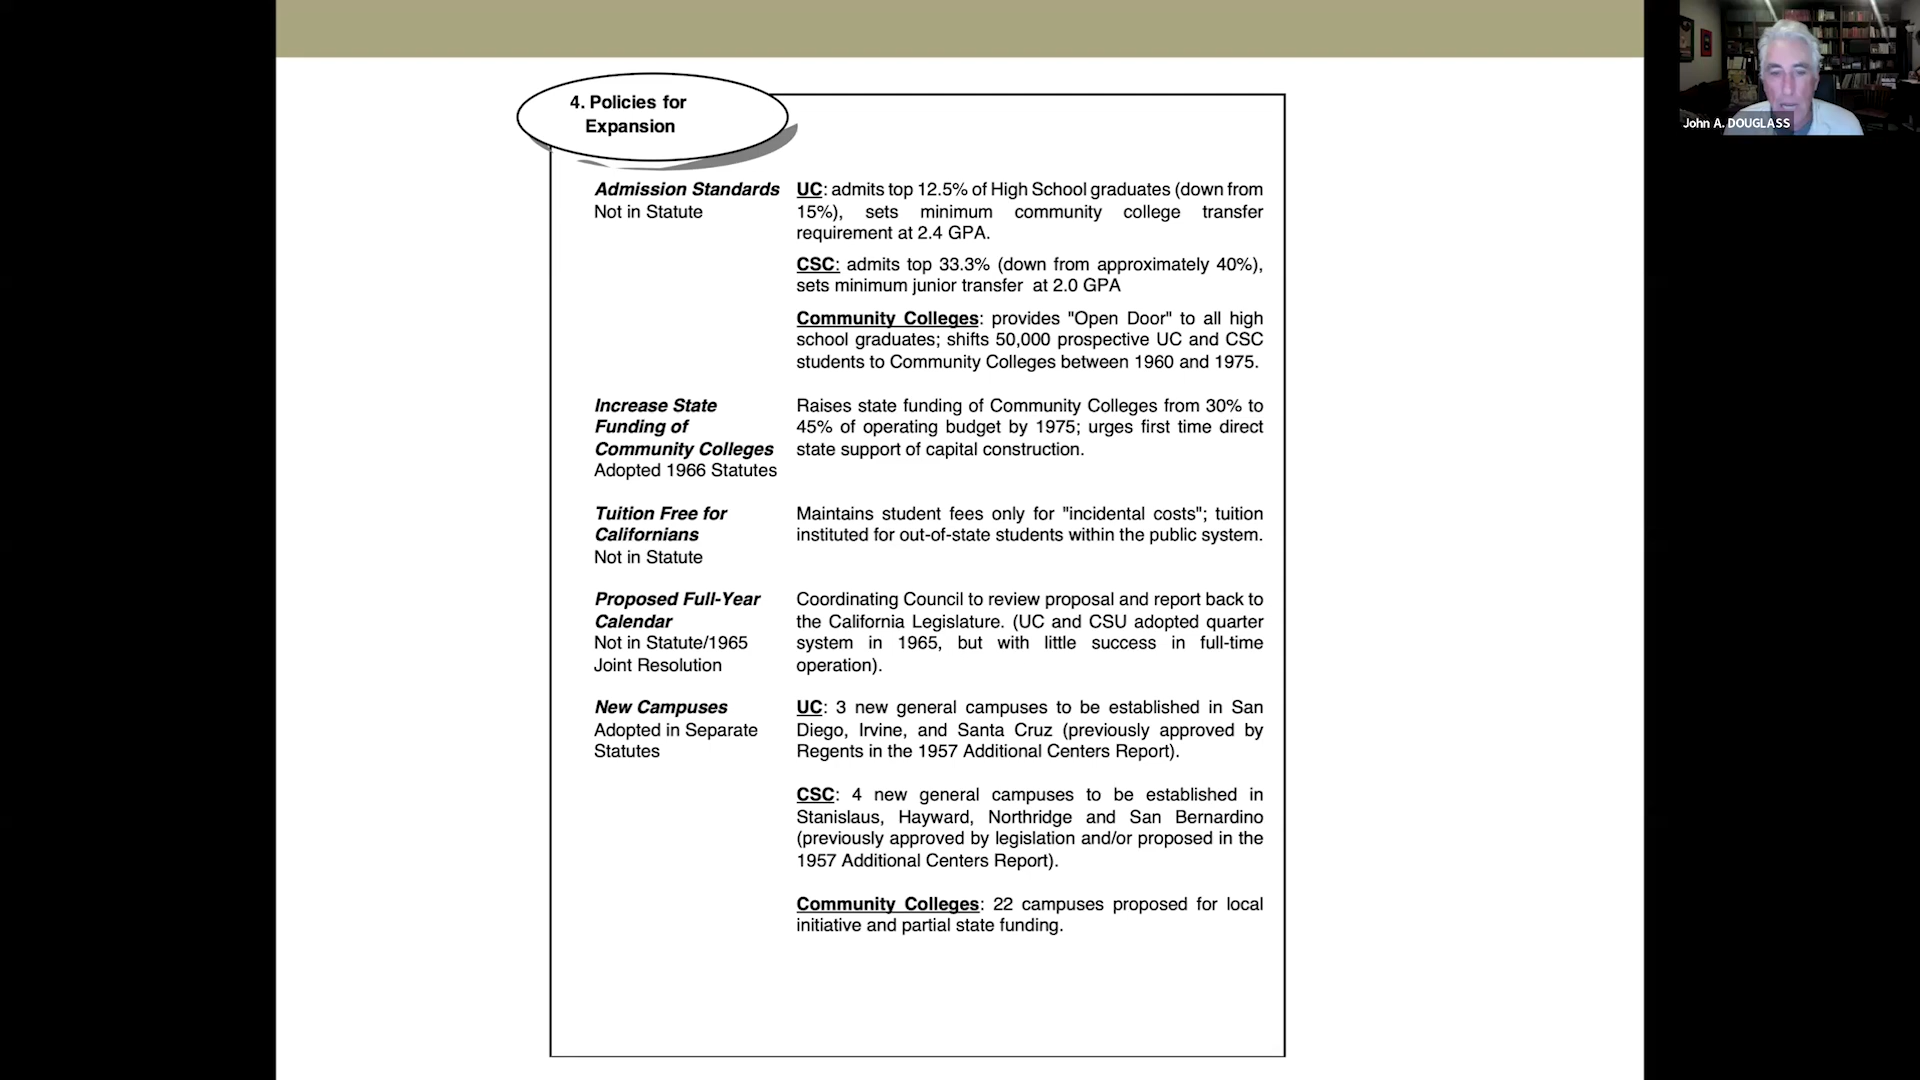 4. Policies for
Expansion
Admission Standards
Not in Statute
UC: admits top 12.5% of High School graduates (down from
15%), sets minimum community college transfer
requirement at 2.4 GPA.
CSC: admits top 33.3% (down from approximately 40%),
sets minimum junior transfer at 2.0 GPA
Community Colleges: provides "Open Door" to all high
school graduates; shifts 50,000 prospective UC and CSC
students to Community Colleges between 1960 and 1975.
Increase State
Funding of
Community Colleges
Adopted 1966 Statutes
Raises state funding of Community Colleges from 30% to
45% of operating budget by 1975; urges first time direct
state support of capital construction.
Tuition Free for
Californians
Not in Statute
Maintains student fees only for "incidental costs"; tuition
instituted for out-of-state students within the public system.
Proposed Full-Year
Calendar
Not in Statute/1965
Joint Resolution
Coordinating Council to review proposal and report back to
the California Legislature. (UC and CSU adopted quarter
system in 1965, but with little success in full-time
operation).
New Campuses
Adopted in Separate
Statutes
UC: 3 new general campuses to be established in San
Diego, Irvine, and Santa Cruz (previously approved by
Regents in the 1957 Additional Centers Report).
CSC: 4 new general campuses to be established in
Stanislaus, Hayward, Northridge and San Bernardino
(previously approved by legislation and/or proposed in the
1957 Additional Centers Report).
Community Colleges: 22 campuses proposed for local
initiative and partial state funding.
John A. DOUGLASS